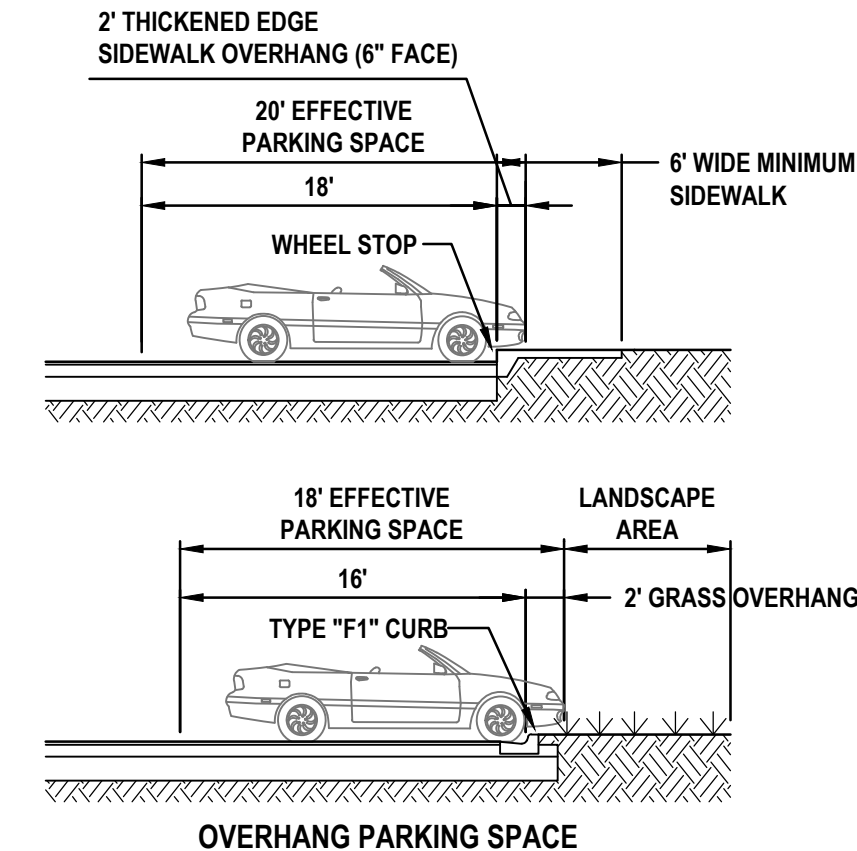 2' THICKENED EDGE
SIDEWALK OVERHANG (6" FACE)
20' EFFECTIVE
PARKING SPACE
6' WIDE MINIMUM
SIDEWALK
18'
WHEEL STOP
18' EFFECTIVE
PARKING SPACE
LANDSCAPE
AREA
16'
2' GRASS OVERHANG
TYPE "F1" CURB
OVERHANG PARKING SPACE